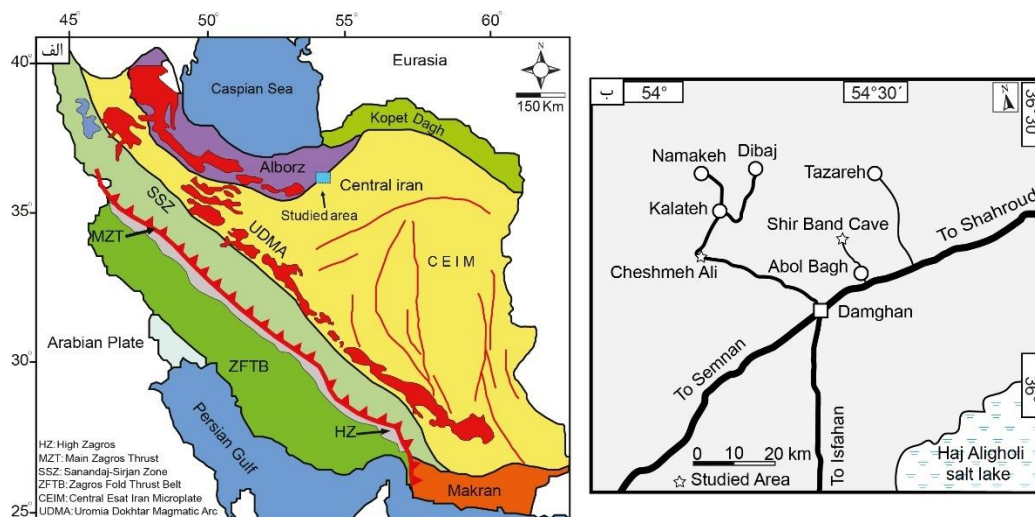 45°
50°
55°
60°
40°
35°
30°
25°
الف
Eurasia
Caspian Sea
N
150 Km
Kopet Dagh
Alborz
Central iran
Studied area
SSZ
UDMA
MZT
C E I M
Arabian Plate
ZFTB
HZ
Persian Gulf
Makran
HZ: High Zagros
MZT: Main Zagros Thrust
SSZ: Sanandaj-Sirjan Zone
ZFTB: Zagros Fold Thrust Belt
CEIM: Central Esat Iran Microplate
UDMA: Uromia Dokhtar Magmatic Arc
ب
54°
54°30´
N
36°30
Namakeh
Dibaj
Tazareh
Kalateh
Shir Band Cave
To Shahroud
Cheshmeh Ali
Abol Bagh
Damghan
To Semnan
To Isfahan
36°
0 10 20 km
Studied Area
Haj Aligholi
salt lake